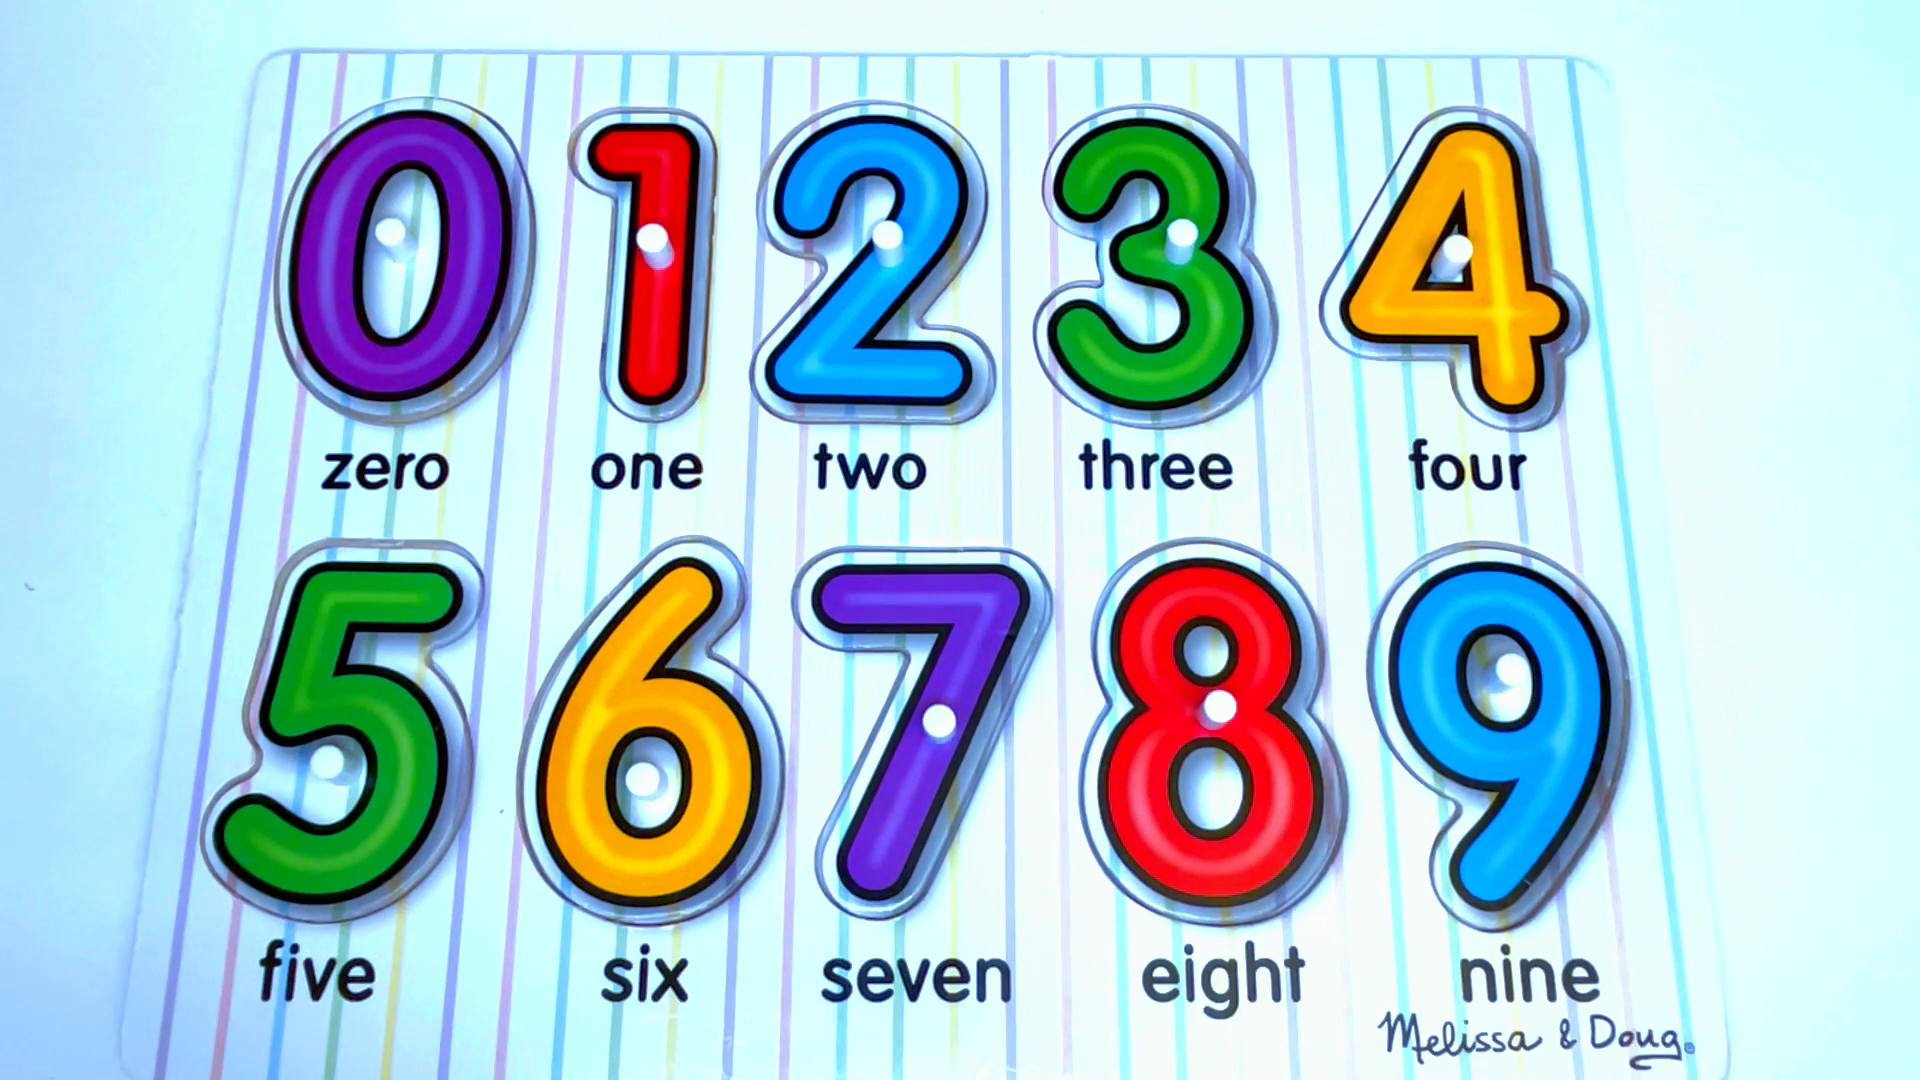 0 1 2 3 4
zero one two three four
5 6 7 8 9
five six seven eight nine
Melissa & Doug®